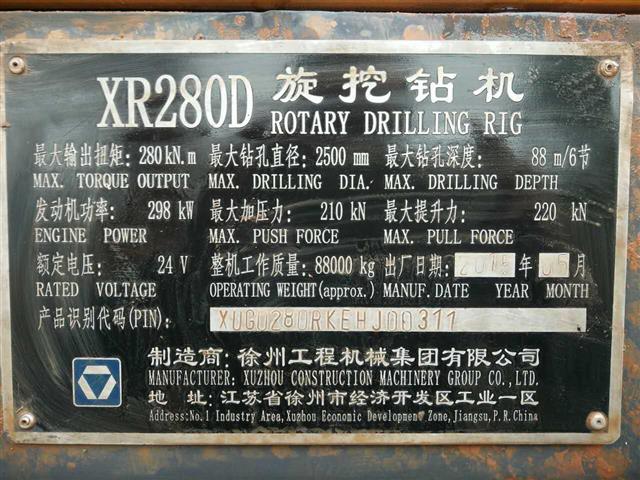 XR280D 旋挖钻机
ROTARY DRILLING RIG
最大输出扭矩: 280kN.m 最大钻孔直径: 2500 mm 最大钻孔深度: 88 m/6节
MAX. TORQUE OUTPUT MAX. DRILLING DIA. MAX. DRILLING DEPTH
发动机功率: 298 kW 最大加压力: 210 kN 最大提升力: 220 kN
ENGINE POWER MAX. PUSH FORCE MAX. PULL FORCE
额定电压: 24 V 整机工作质量: 88000 kg 出厂日期: 年 月
RATED VOLTAGE OPERATING WEIGHT(approx.) MANUF. DATE YEAR MONTH
产品识别代码(PIN): XUG0280RKEHJ00311
制造商: 徐州工程机械集团有限公司
MANUFACTURER: XUZHOU CONSTRUCTION MACHINERY GROUP CO., LTD.
地 址: 江苏省徐州市经济开发区工业一区
Address:No.1 Industry Area,Xuzhou Economic Development Zone,Jiangsu,P.R.China